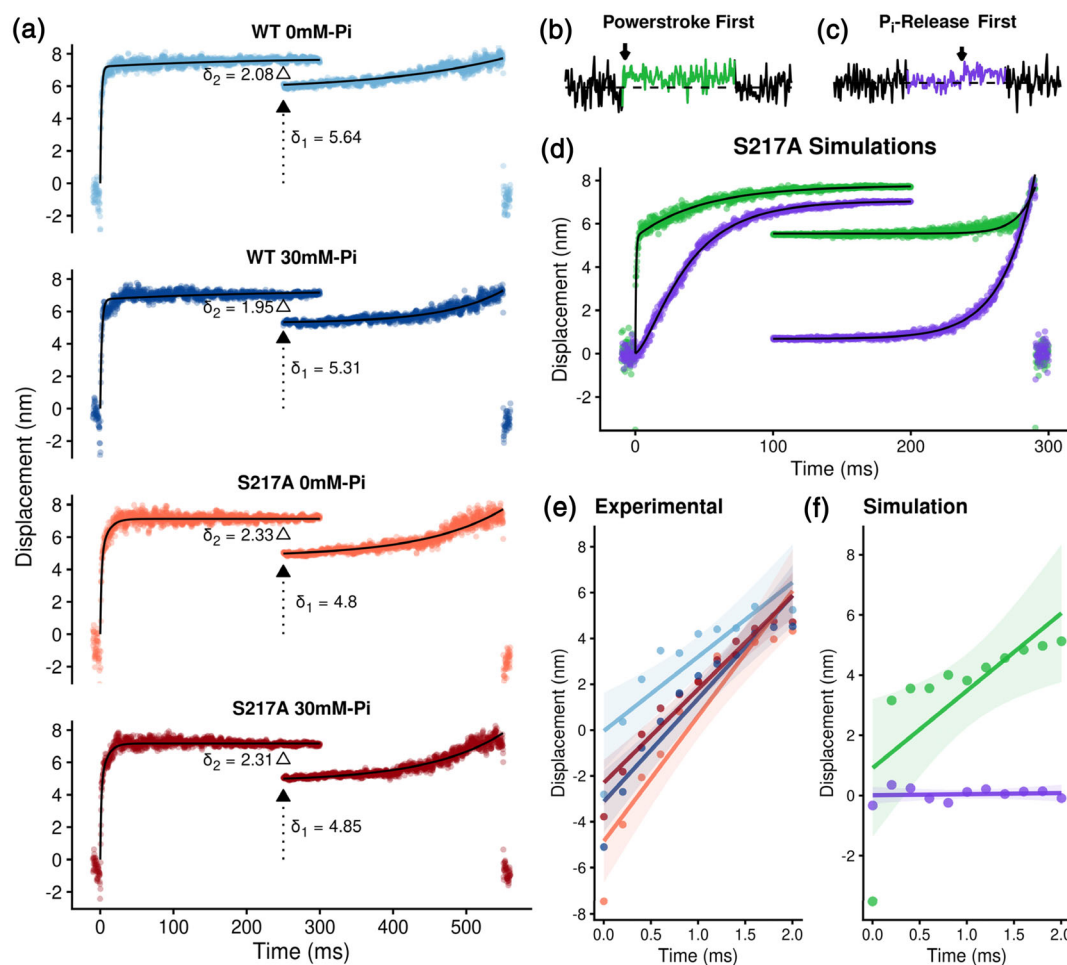 (a)
WT 0mM-Pi
8
6
4
2
0
-2
δ2 = 2.08
δ1 = 5.64
WT 30mM-Pi
8
6
4
2
0
-2
δ2 = 1.95
δ1 = 5.31
S217A 0mM-Pi
8
6
4
2
0
-2
δ2 = 2.33
δ1 = 4.8
S217A 30mM-Pi
8
6
4
2
0
-2
δ2 = 2.31
δ1 = 4.85
Displacement (nm)
0 100 200 300 400 500
Time (ms)
(b) Powerstroke First
(c) Pi-Release First
(d) S217A Simulations
8
6
4
2
0
-2
Displacement (nm)
0 100 200 300
Time (ms)
(e) Experimental
8
6
4
2
0
-2
-4
-6
-8
Displacement (nm)
0.0 0.5 1.0 1.5 2.0
Time (ms)
(f) Simulation
8
6
4
2
0
-2
Displacement (nm)
0.0 0.5 1.0 1.5 2.0
Time (ms)